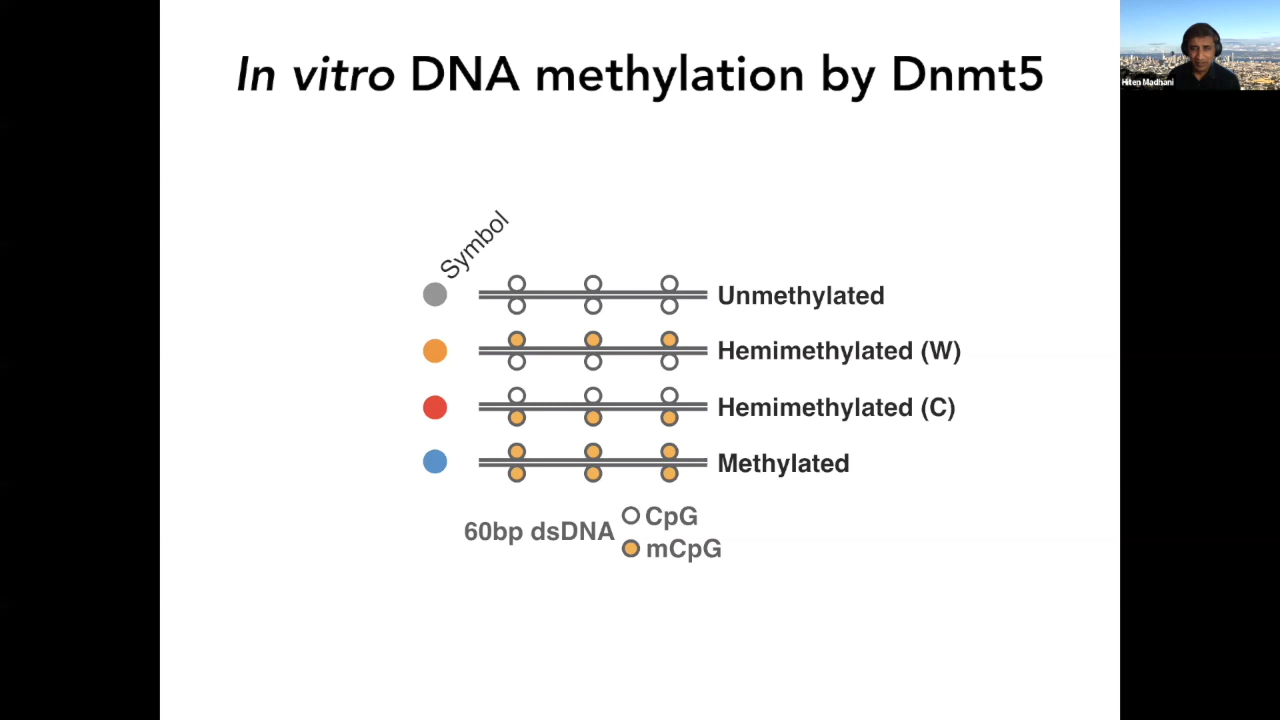 In vitro DNA methylation by Dnmt5
Hiten Madhani
Symbol
Unmethylated
Hemimethylated (W)
Hemimethylated (C)
Methylated
60bp dsDNA
CpG
mCpG